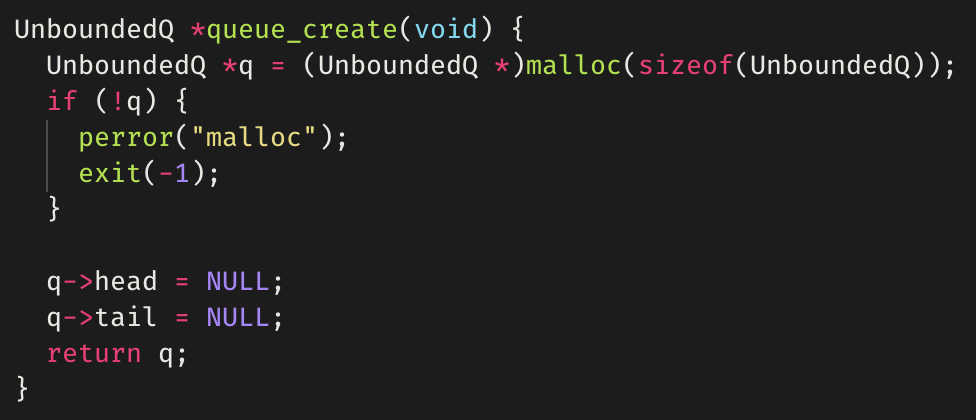 UnboundedQ *queue_create(void) {
  UnboundedQ *q = (UnboundedQ *)malloc(sizeof(UnboundedQ));
  if (!q) {
    perror("malloc");
    exit(-1);
  }

  q->head = NULL;
  q->tail = NULL;
  return q;
}